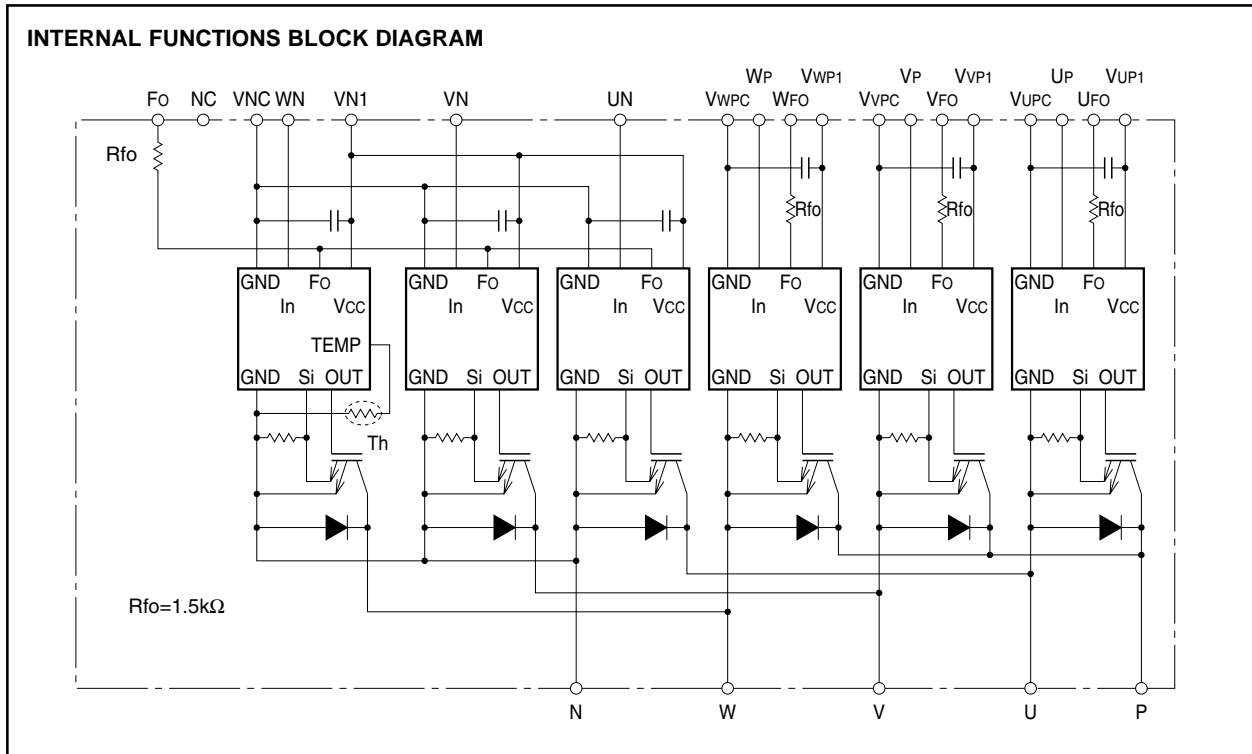 INTERNAL FUNCTIONS BLOCK DIAGRAM
WP VWP1 VP VVP1 UP VUP1
FO NC VNC WN VN1 VN UN VWPC WFO VVPC VFO VUPC UFO
Rfo
Rfo Rfo Rfo
GND FO GND FO GND FO GND FO GND FO GND FO
In VCC In VCC In VCC In VCC In VCC In VCC
TEMP
GND Si OUT GND Si OUT GND Si OUT GND Si OUT GND Si OUT GND Si OUT
Th
Rfo=1.5kΩ
N W V U P